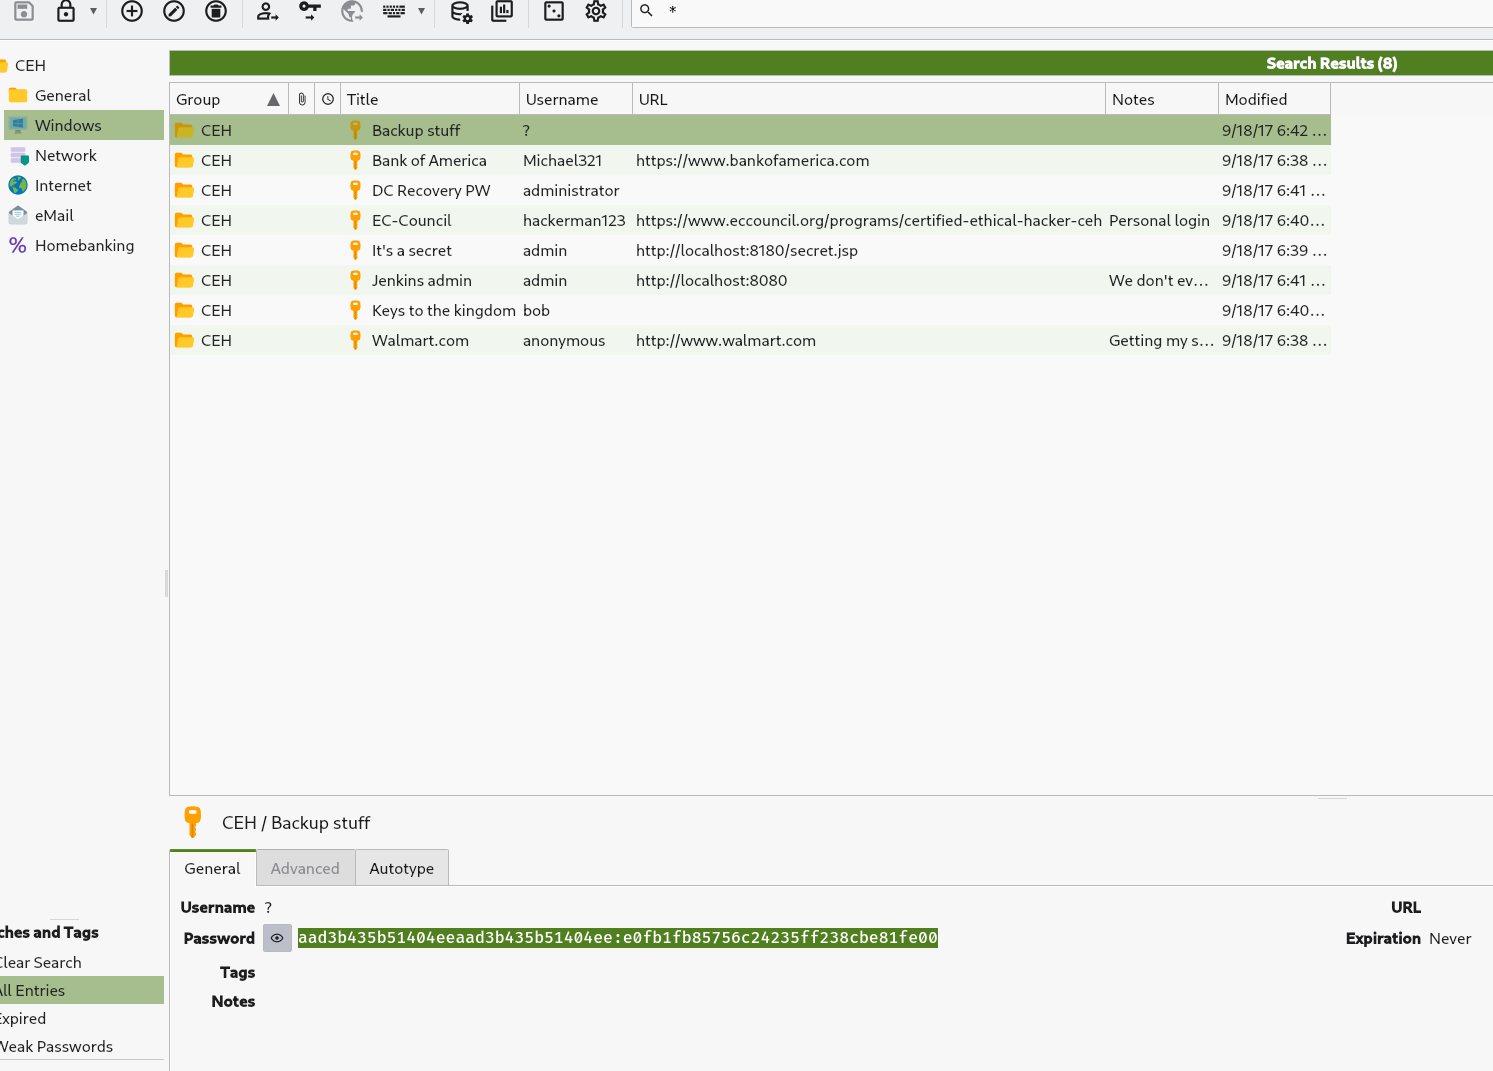 *
CEH
General
Windows
Network
Internet
eMail
Homebanking
Search Results (8)
Group Title Username URL Notes Modified
CEH Backup stuff ? 9/18/17 6:42 ...
CEH Bank of America Michael321 https://www.bankofamerica.com 9/18/17 6:38 ...
CEH DC Recovery PW administrator 9/18/17 6:41 ...
CEH EC-Council hackerman123 https://www.eccouncil.org/programs/certified-ethical-hacker-ceh Personal login 9/18/17 6:40...
CEH It's a secret admin http://localhost:8180/secret.jsp 9/18/17 6:39 ...
CEH Jenkins admin admin http://localhost:8080 We don't ev... 9/18/17 6:41 ...
CEH Keys to the kingdom bob 9/18/17 6:40...
CEH Walmart.com anonymous http://www.walmart.com Getting my s... 9/18/17 6:38 ...
CEH / Backup stuff
General Advanced Autotype
Username ? URL
Password aad3b435b51404eeaad3b435b51404ee:e0fb1fb85756c24235ff238cbe81fe00 Expiration Never
Tags
Notes
ches and Tags
Clear Search
All Entries
Expired
Weak Passwords